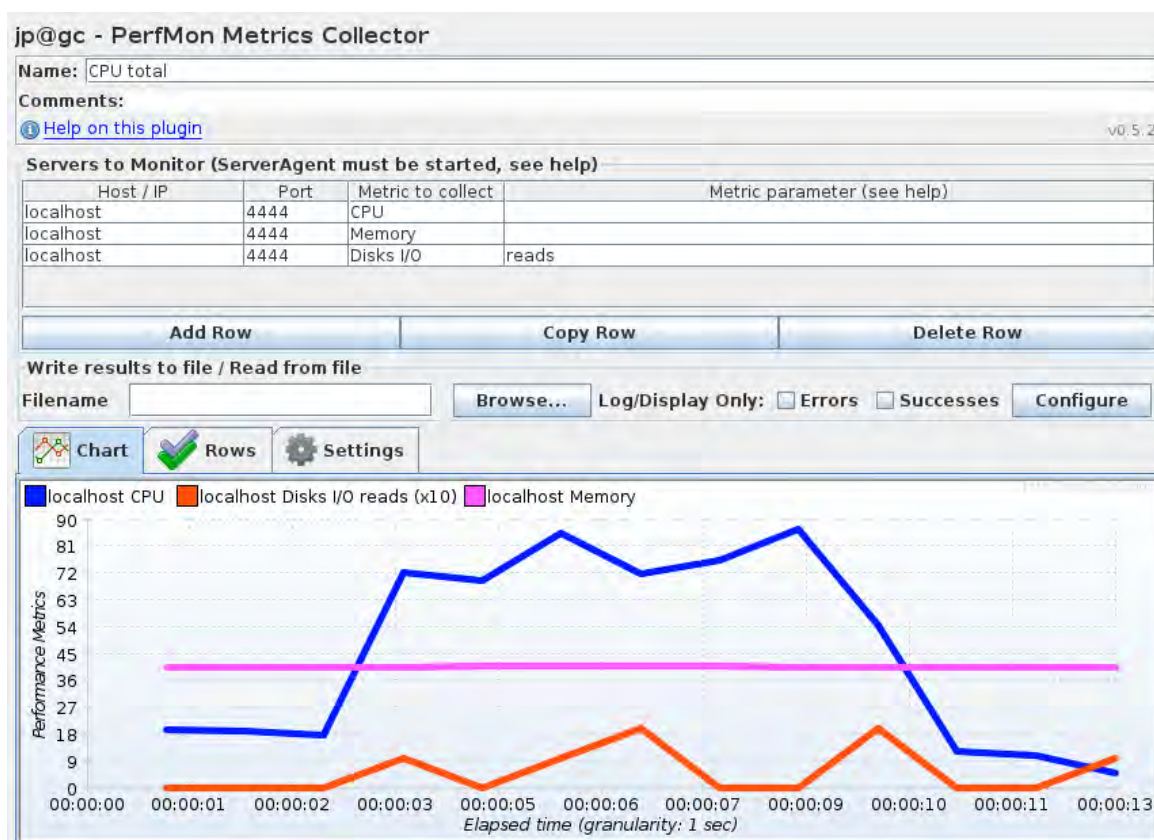 jp@gc - PerfMon Metrics Collector
Name: CPU total
Comments:
Help on this plugin v0.5.2
Servers to Monitor (ServerAgent must be started, see help)
Host / IP Port Metric to collect Metric parameter (see help)
localhost 4444 CPU
localhost 4444 Memory
localhost 4444 Disks I/O reads
Add Row Copy Row Delete Row
Write results to file / Read from file
Filename Browse... Log/Display Only: Errors Successes Configure
Chart Rows Settings
localhost CPU localhost Disks I/O reads (x10) localhost Memory
Performance Metrics
90
81
72
63
54
45
36
27
18
9
0
00:00:00 00:00:01 00:00:02 00:00:03 00:00:05 00:00:06 00:00:07 00:00:09 00:00:10 00:00:11 00:00:13
Elapsed time (granularity: 1 sec)